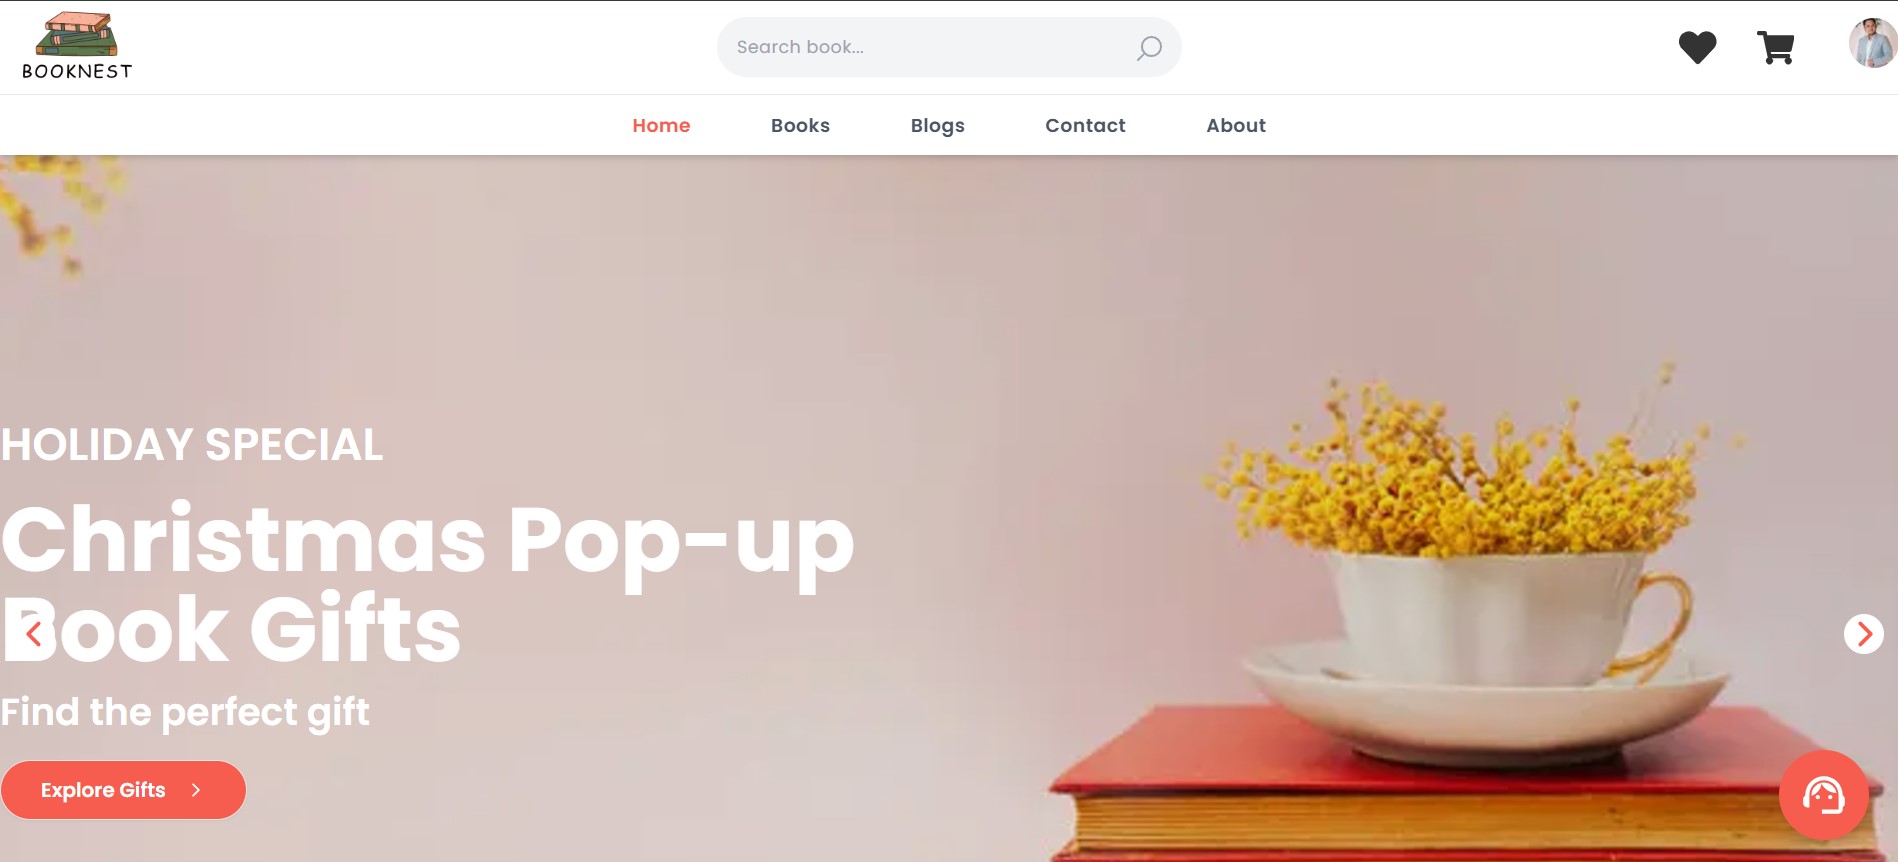 BOOKNEST
Search book...
Home
Books
Blogs
Contact
About
HOLIDAY SPECIAL
Christmas Pop-up
Book Gifts
Find the perfect gift
Explore Gifts